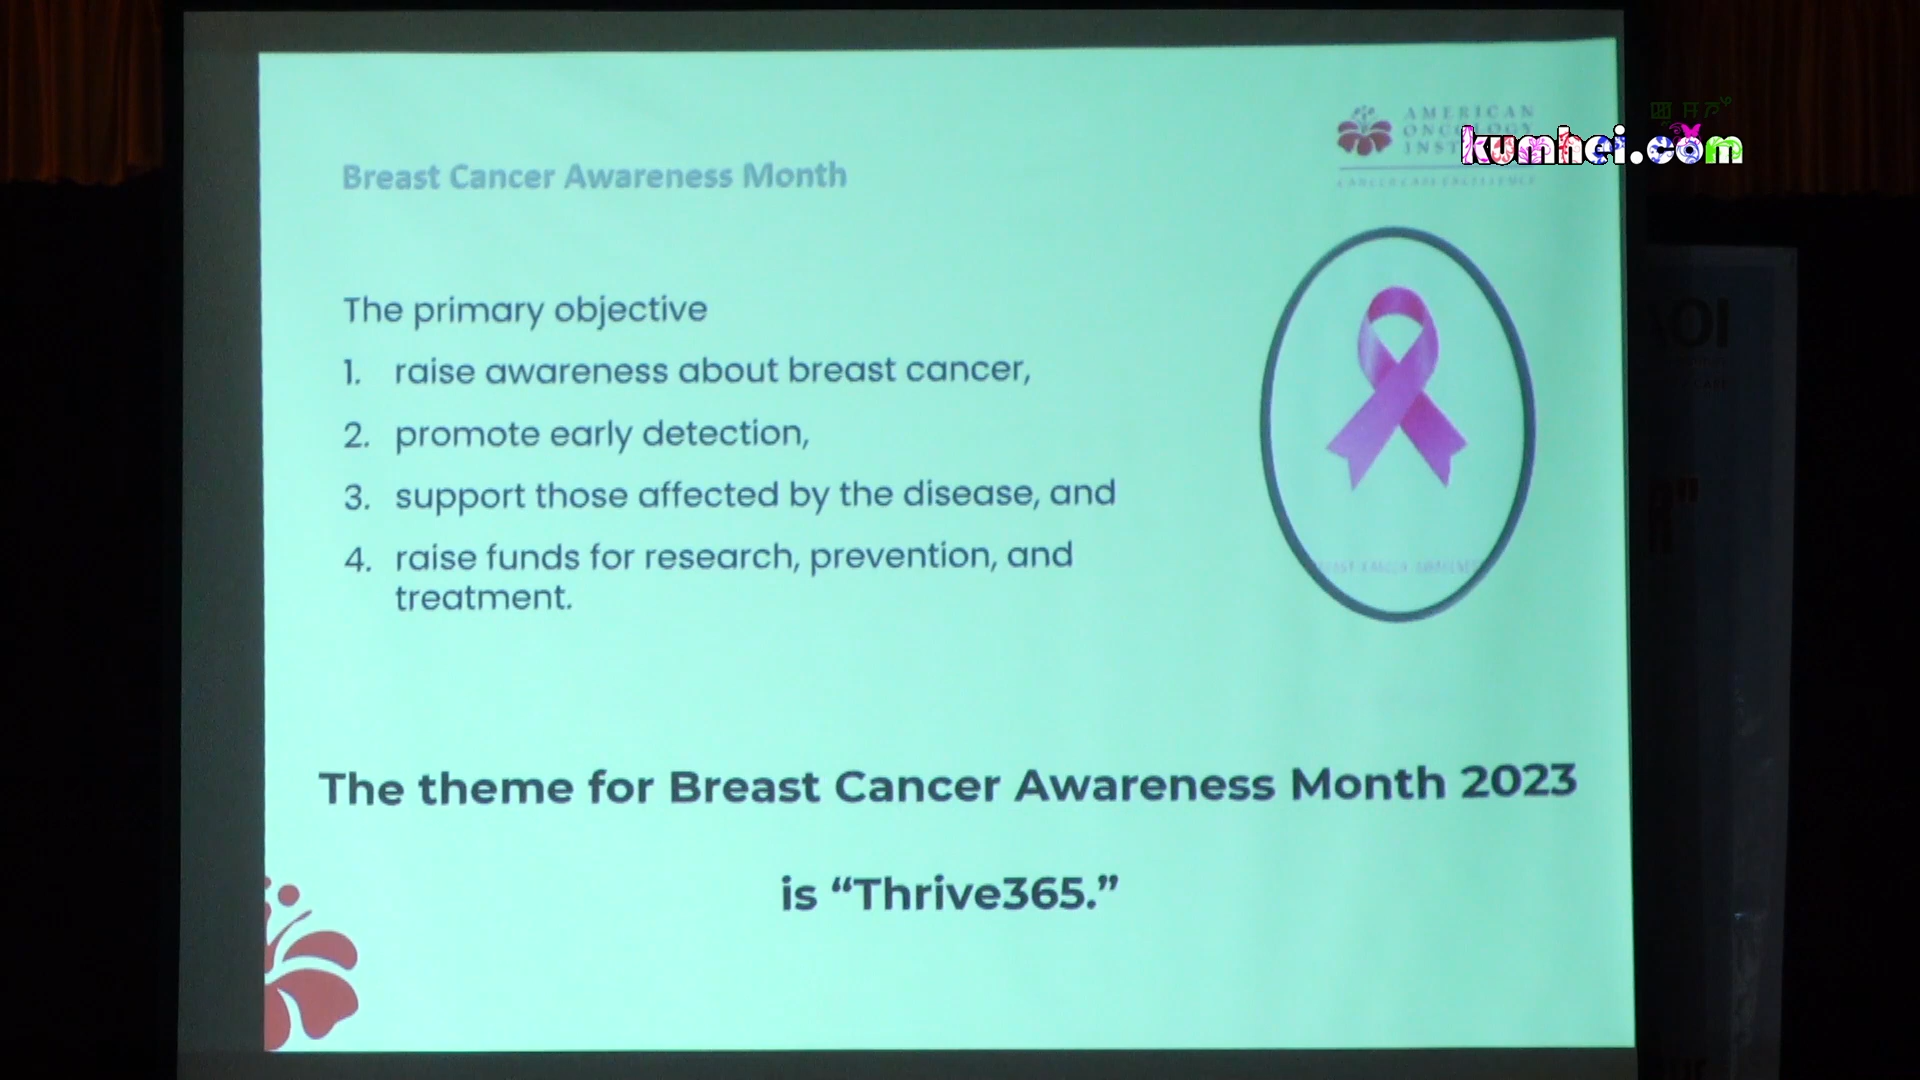 AMERICAN
kumhei.com
Breast Cancer Awareness Month
The primary objective
1. raise awareness about breast cancer,
2. promote early detection,
3. support those affected by the disease, and
4. raise funds for research, prevention, and
treatment.
The theme for Breast Cancer Awareness Month 2023
is “Thrive365.”